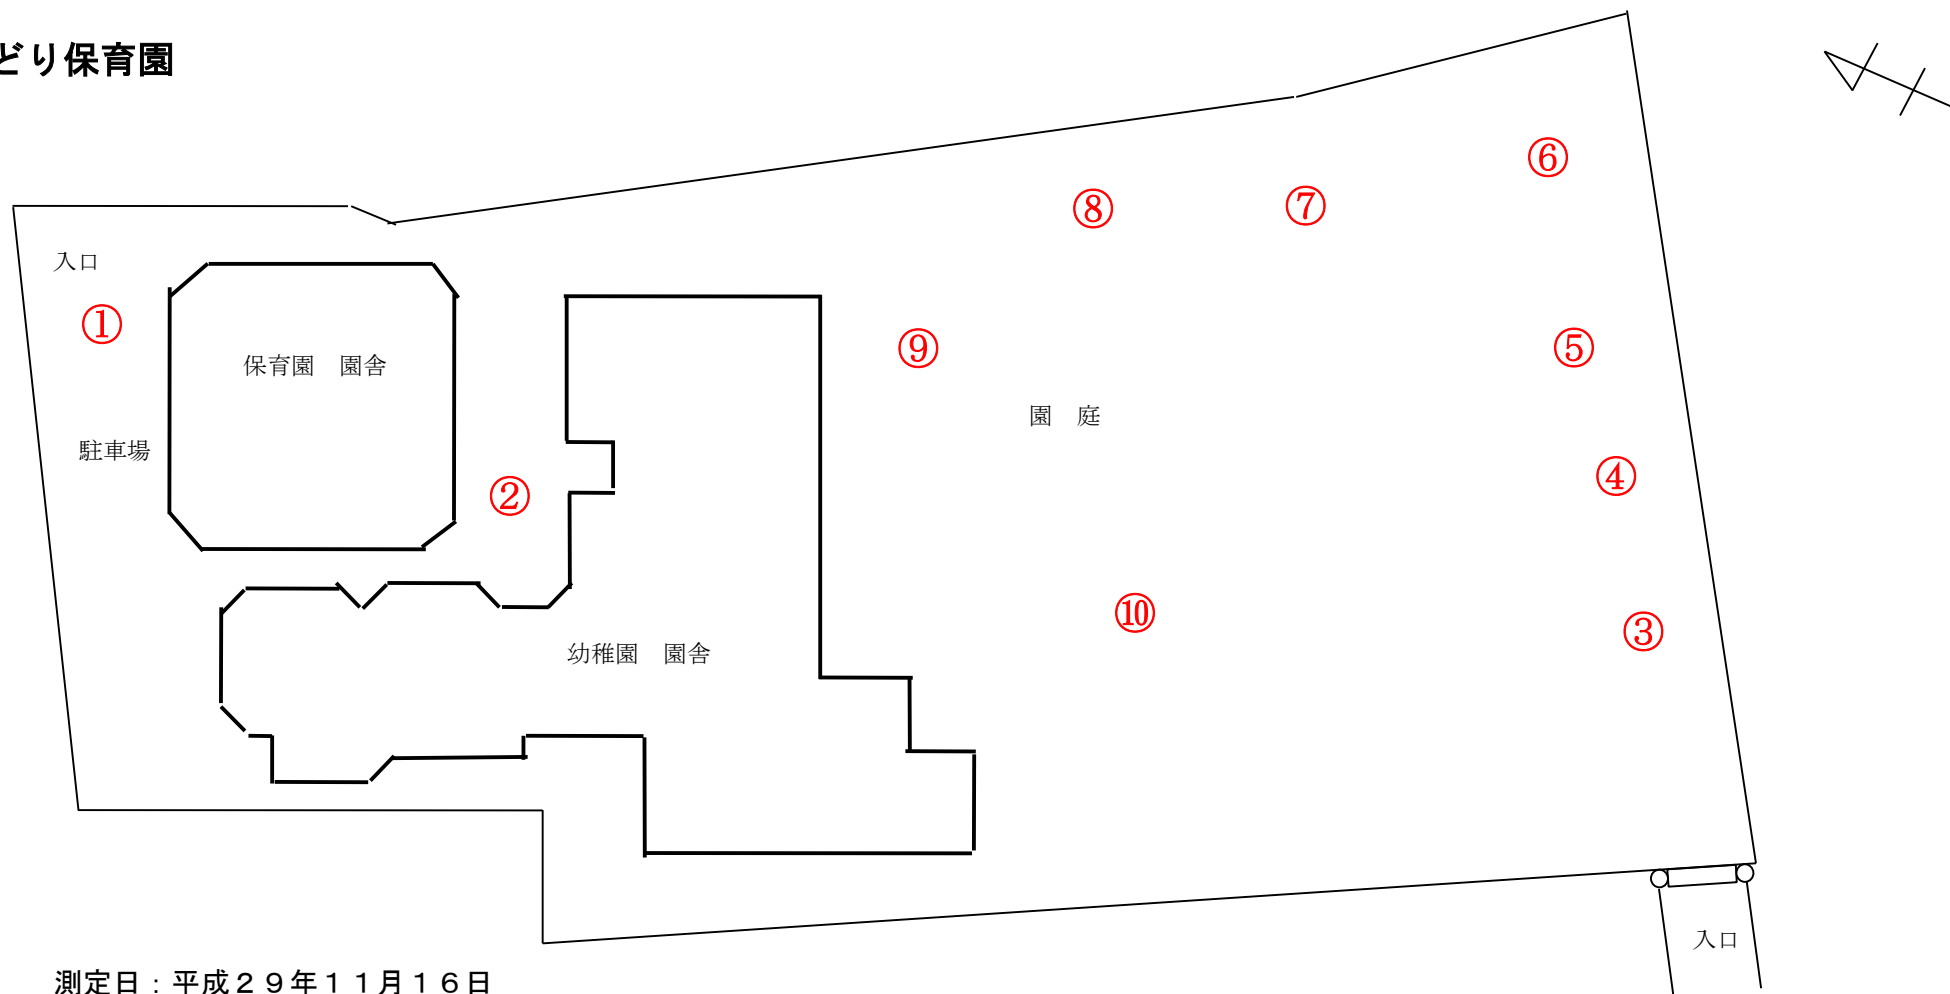 どり保育園
⑥
⑧ ⑦
入口
①
⑨ ⑤
保育園 園舎
園 庭
駐車場
④
②
⑩ ③
幼稚園 園舎
入口
測定日：平成２９年１１月１６日